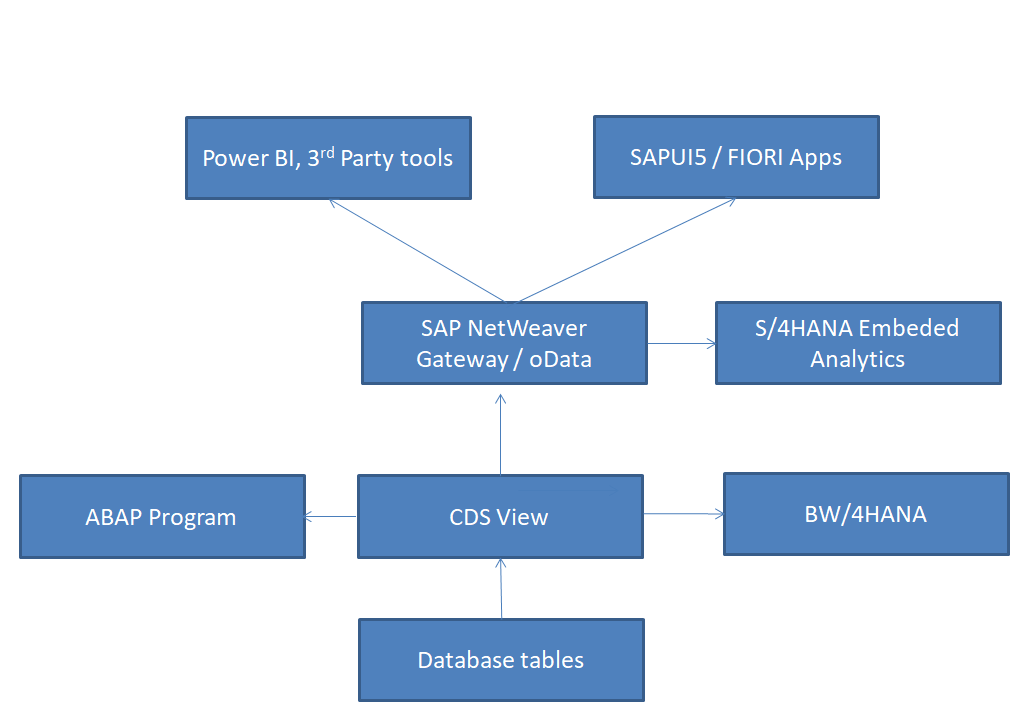 Power BI, 3rd Party tools
SAPUI5 / FIORI Apps
SAP NetWeaver
Gateway / oData
S/4HANA Embeded
Analytics
ABAP Program
CDS View
BW/4HANA
Database tables